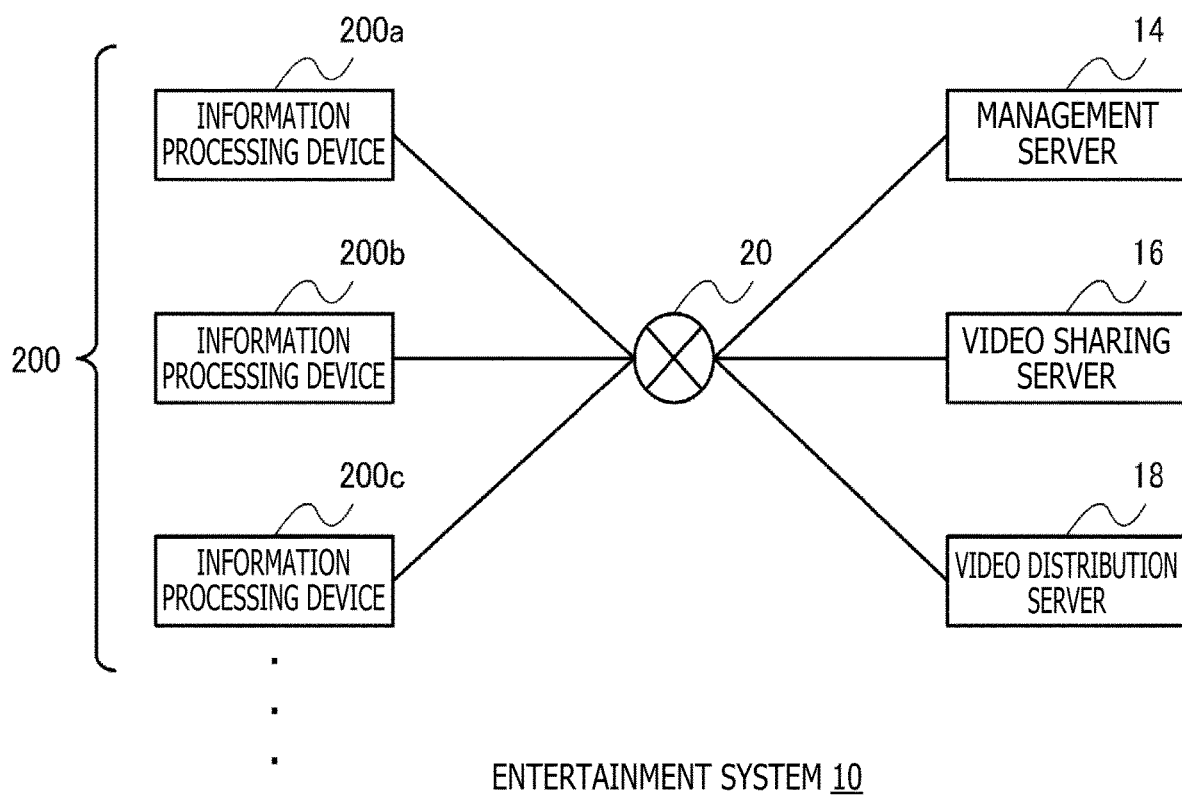 200a
14
INFORMATION
PROCESSING DEVICE
MANAGEMENT
SERVER
200b
20
16
200
INFORMATION
PROCESSING DEVICE
VIDEO SHARING
SERVER
200c
18
INFORMATION
PROCESSING DEVICE
VIDEO DISTRIBUTION
SERVER
ENTERTAINMENT SYSTEM 10